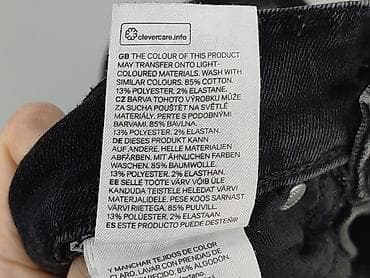 clevercare.info
GB THE COLOUR OF THIS PRODUCT
MAY TRANSFER ONTO LIGHT-
COLOURED MATERIALS. WASH WITH
SIMILAR COLOURS. 85% COTTON.
13% POLYESTER. 2% ELASTANE.
CZ BARVA TOHOTO VÝROBKU MŮŽE
ZA SUCHA POUŠTĚT NA SVĚTLÝ
MATERIÁL. PERTE S PODOBNÝMI
BARVAMI. 85% BAVLNA.
13% POLYESTER. 2% ELASTAN.
DE DIESES PRODUKT KANN
AUF ANDERE, HELLE MATERIALIEN
ABFÄRBEN. MIT ÄHNLICHEN FARBEN
WASCHEN. 85% BAUMWOLLE.
13% POLYESTER. 2% ELASTHAN.
EE SELLE TOOTE VÄRV VÕIB ÜLE
KANDUDA TEISTELE HELEDAT VÄRVI
MATERJALIDELE. PESE KOOS SARNAST
VÄRVI RIIETEGA. 85% PUUVILL.
13% POLÜESTER. 2% ELASTAAN.
ES ESTE PRODUCTO PUEDE DESTEÑIR
Y MANCHAR TEJIDOS DE COLOR
CLARO. LAVAR CON PRENDAS DE
85% ALGODÓN.